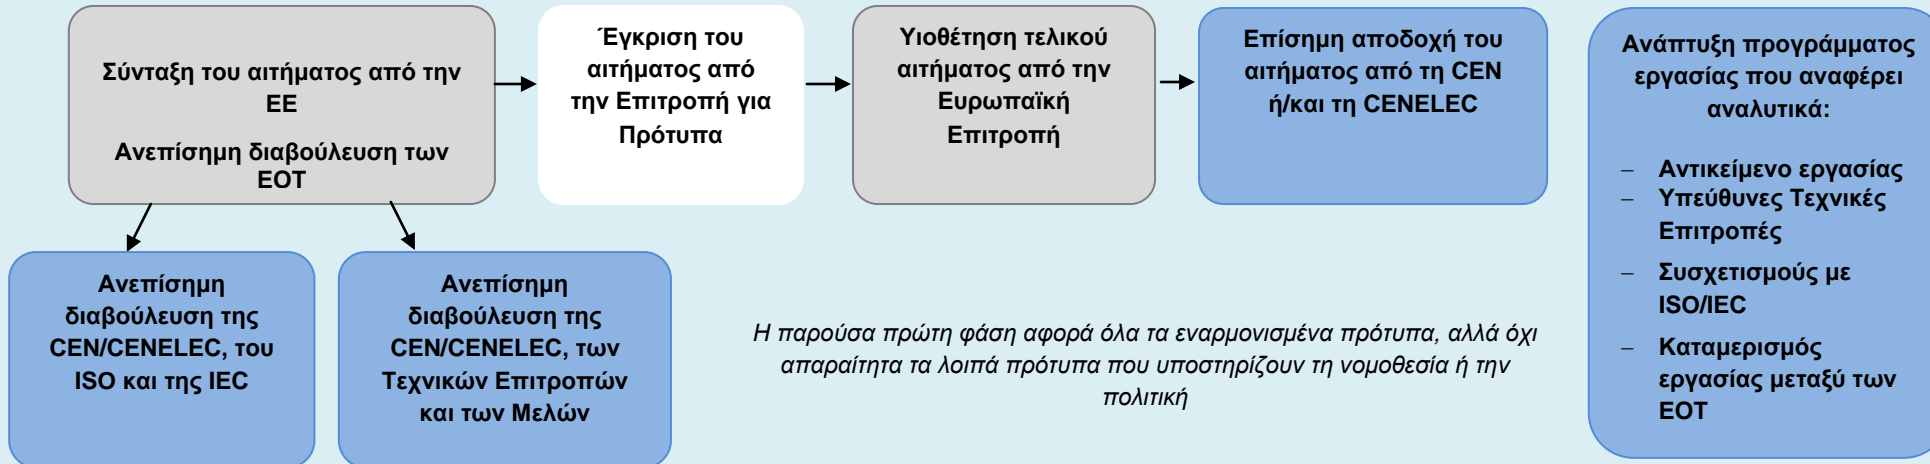 Σύνταξη του αιτήματος από την
ΕΕ
Ανεπίσημη διαβούλευση των
ΕΟΤ
Έγκριση του
αιτήματος από
την Επιτροπή για
Πρότυπα
Υιοθέτηση τελικού
αιτήματος από την
Ευρωπαϊκή
Επιτροπή
Επίσημη αποδοχή του
αιτήματος από τη CEN
ή/και τη CENELEC
Ανάπτυξη προγράμματος
εργασίας που αναφέρει
αναλυτικά:
– Αντικείμενο εργασίας
– Υπεύθυνες Τεχνικές
Επιτροπές
– Συσχετισμούς με
ISO/IEC
– Καταμερισμός
εργασίας μεταξύ των
ΕΟΤ
Ανεπίσημη
διαβούλευση της
CEN/CENELEC, του
ISO και της IEC
Ανεπίσημη
διαβούλευση της
CEN/CENELEC, των
Τεχνικών Επιτροπών
και των Μελών
Η παρούσα πρώτη φάση αφορά όλα τα εναρμονισμένα πρότυπα, αλλά όχι
απαραίτητα τα λοιπά πρότυπα που υποστηρίζουν τη νομοθεσία ή την
πολιτική